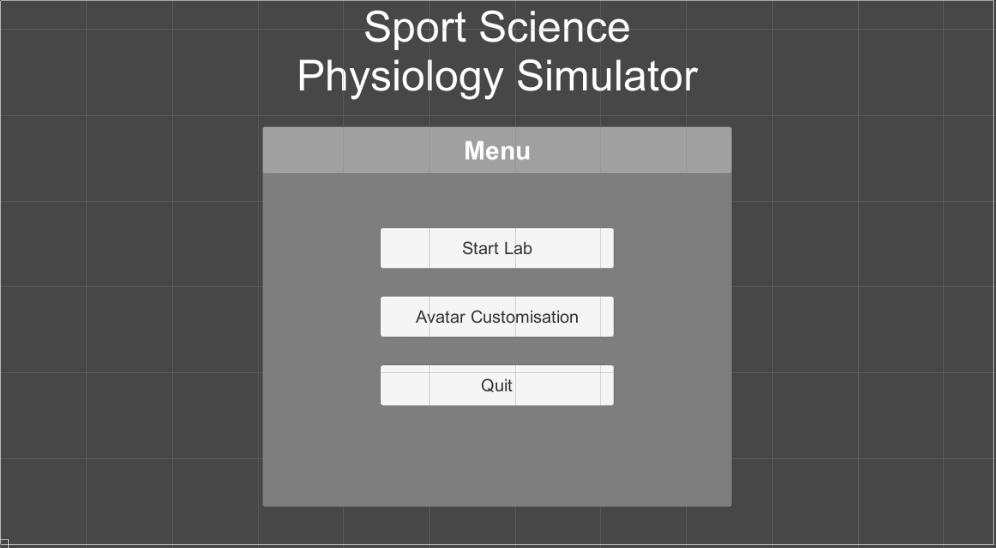 Sport Science
Physiology Simulator
Menu
Start Lab
Avatar Customisation
Quit